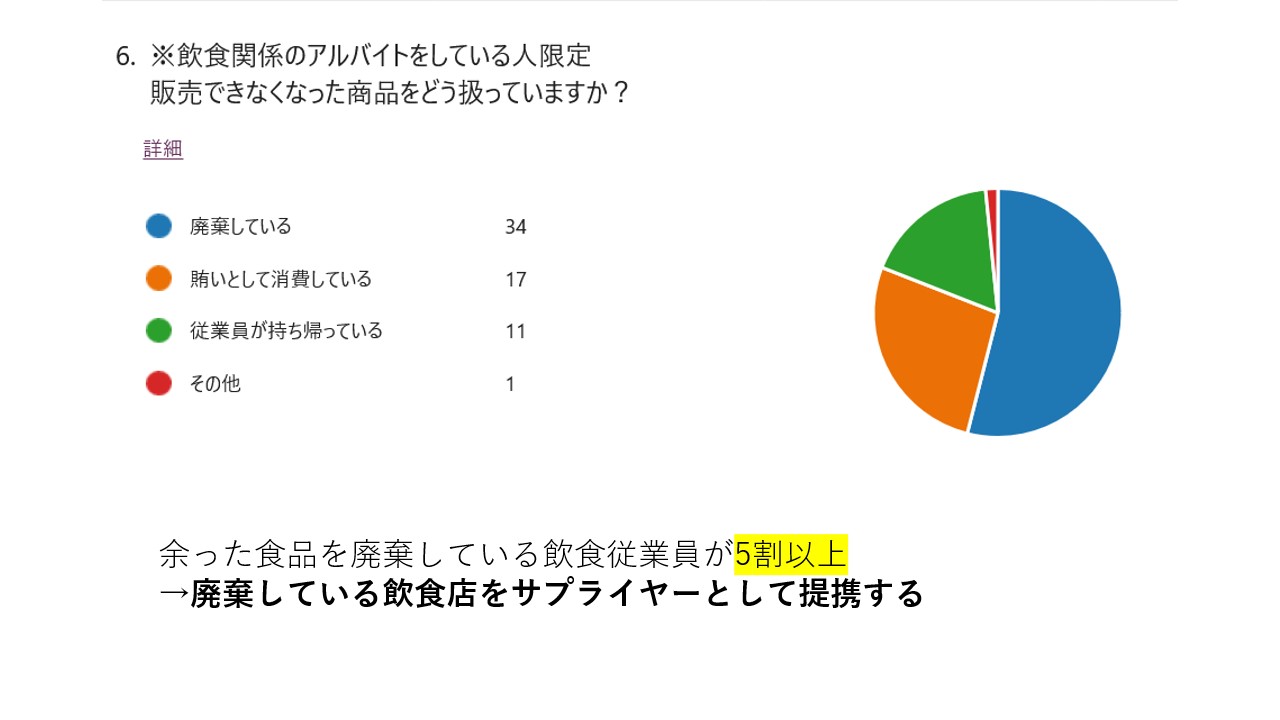 6. ※飲食関係のアルバイトをしている人限定
販売できなくなった商品をどう扱っていますか？
詳細
廃棄している 34
賄いとして消費している 17
従業員が持ち帰っている 11
その他 1
余った食品を廃棄している飲食従業員が5割以上
→廃棄している飲食店をサプライヤーとして提携する